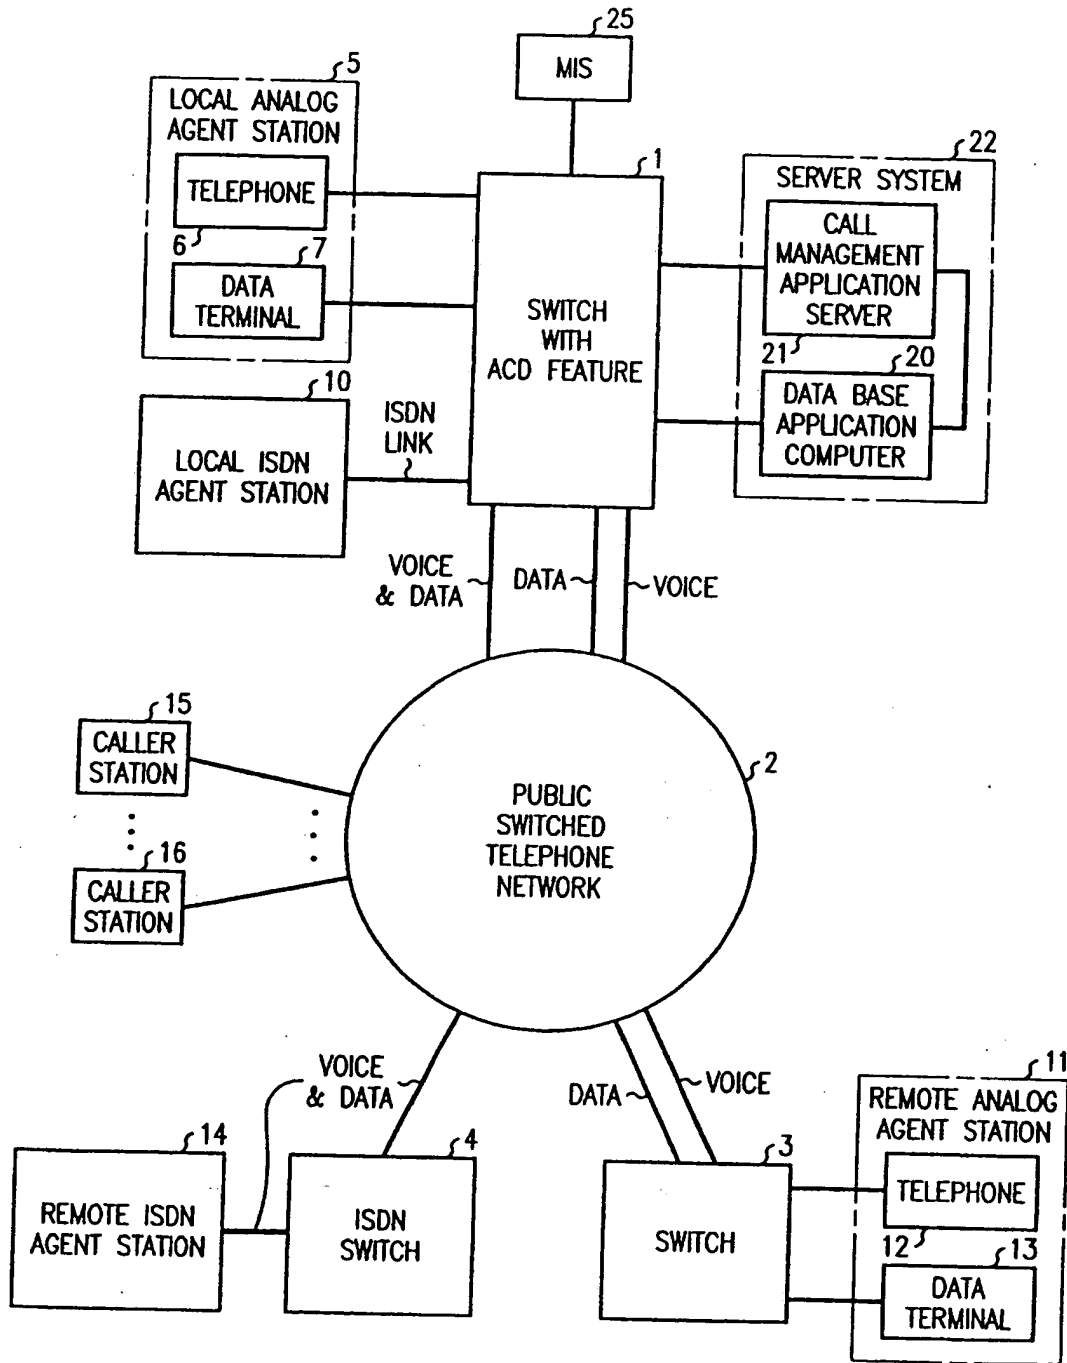 25
MIS
5
LOCAL ANALOG
AGENT STATION
TELEPHONE
6
7
DATA
TERMINAL
1
SWITCH
WITH
ACD FEATURE
22
SERVER SYSTEM
CALL
MANAGEMENT
APPLICATION
SERVER
21
20
DATA BASE
APPLICATION
COMPUTER
10
LOCAL ISDN
AGENT STATION
ISDN
LINK
VOICE
& DATA
DATA
VOICE
15
CALLER
STATION
16
CALLER
STATION
2
PUBLIC
SWITCHED
TELEPHONE
NETWORK
VOICE
& DATA
DATA
VOICE
14
REMOTE ISDN
AGENT STATION
4
ISDN
SWITCH
3
SWITCH
11
REMOTE ANALOG
AGENT STATION
TELEPHONE
12
13
DATA
TERMINAL